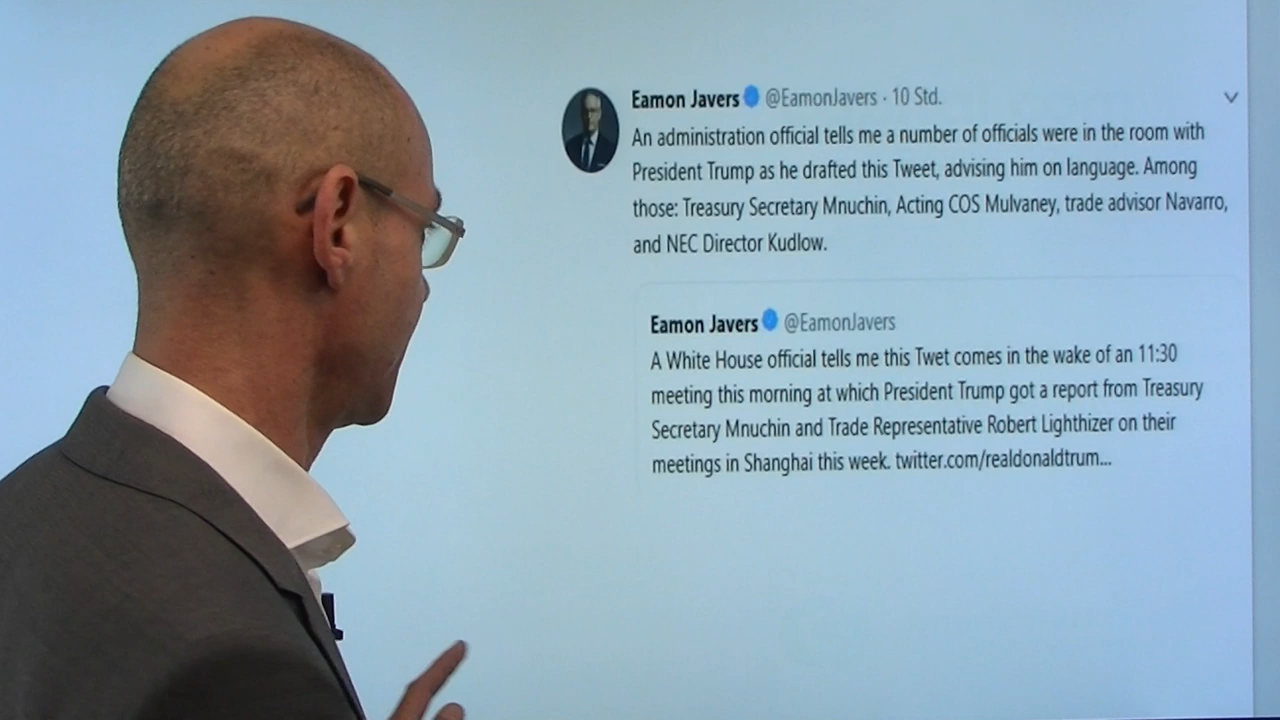 Eamon Javers @EamonJavers · 10 Std.
An administration official tells me a number of officials were in the room with
President Trump as he drafted this Tweet, advising him on language. Among
those: Treasury Secretary Mnuchin, Acting COS Mulvaney, trade advisor Navarro,
and NEC Director Kudlow.
Eamon Javers @EamonJavers
A White House official tells me this Twet comes in the wake of an 11:30
meeting this morning at which President Trump got a report from Treasury
Secretary Mnuchin and Trade Representative Robert Lighthizer on their
meetings in Shanghai this week. twitter.com/realdonaldtrum...